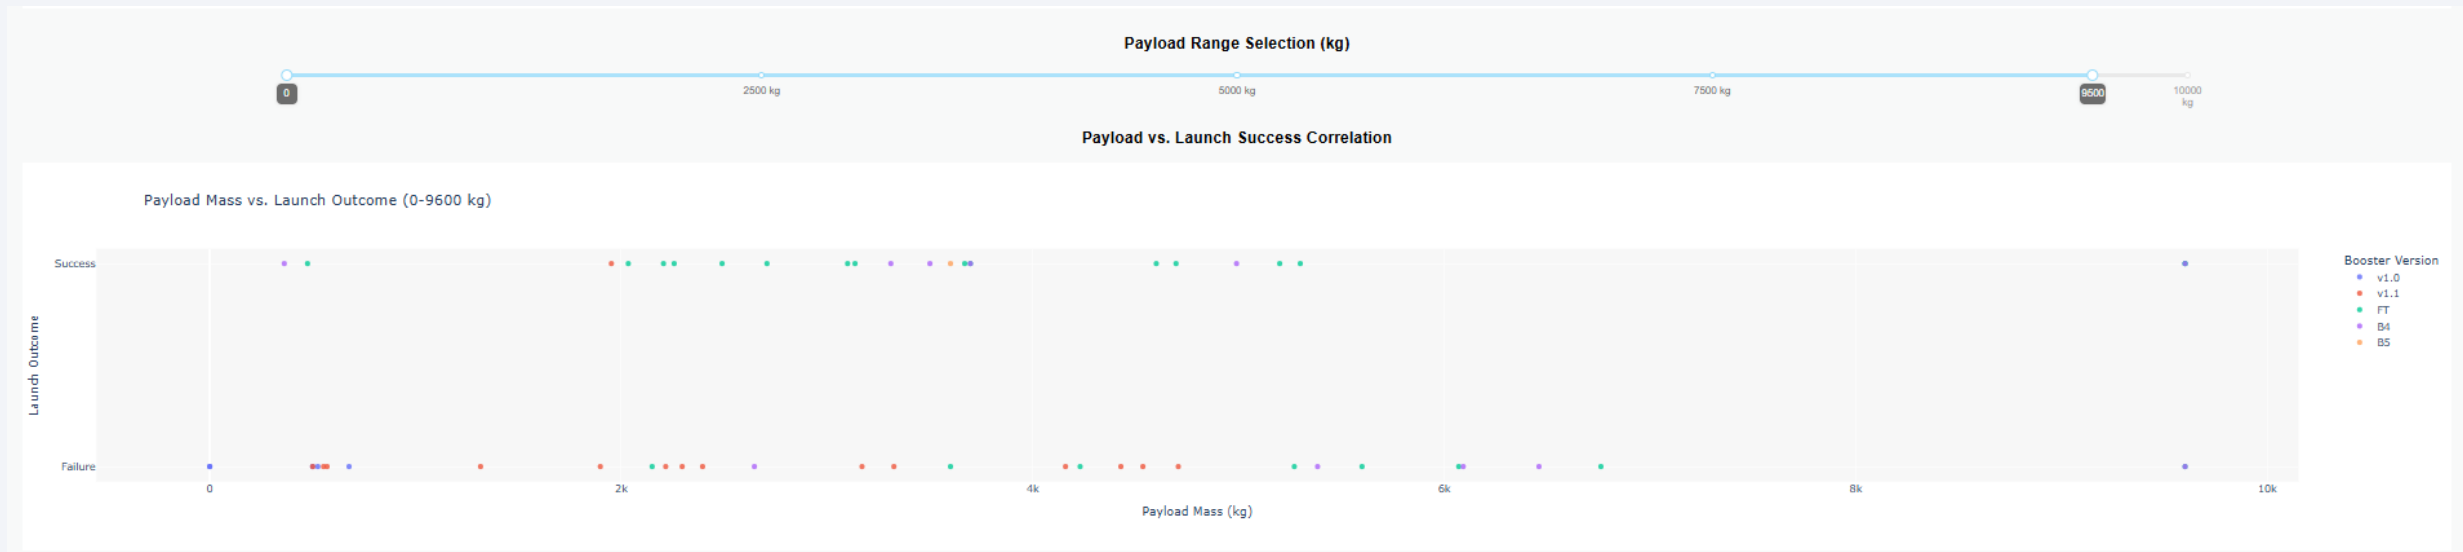 Payload Range Selection (kg)
0
2500 kg
5000 kg
7500 kg
9500
10000
kg
Payload vs. Launch Success Correlation
Payload Mass vs. Launch Outcome (0-9600 kg)
Success
Failure
Launch Outcome
0
2k
4k
6k
8k
10k
Payload Mass (kg)
Booster Version
v1.0
v1.1
FT
B4
B5